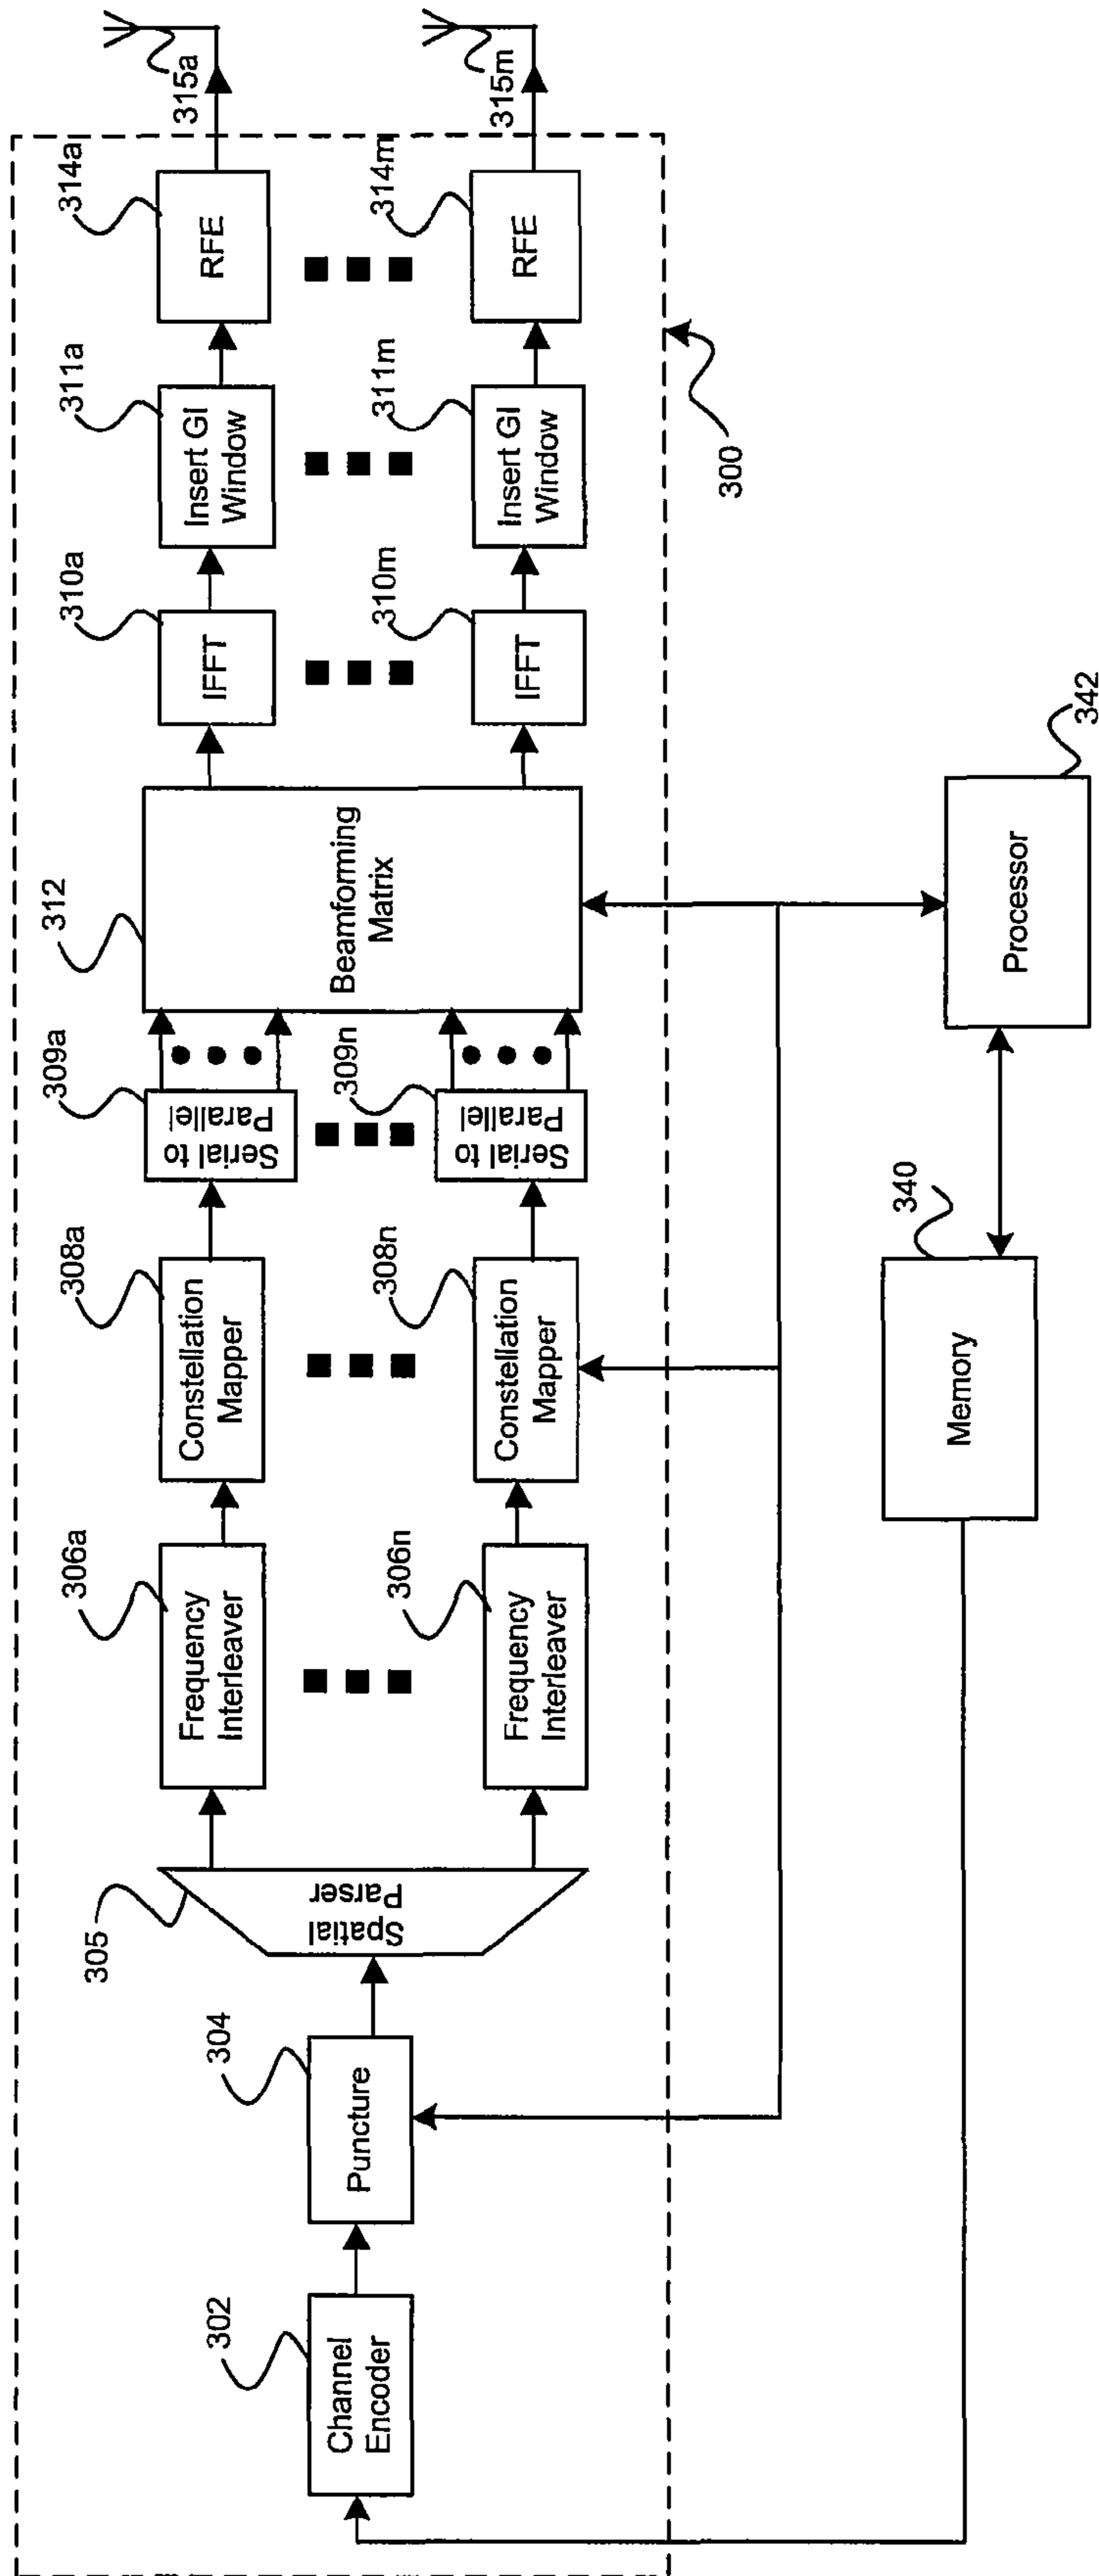 302
Channel
Encoder
304
Puncture
305
Spatial
Parser
306a
Frequency
Interleaver
306n
Frequency
Interleaver
308a
Constellation
Mapper
308n
Constellation
Mapper
309a
Serial to
Parallel
309n
Serial to
Parallel
312
Beamforming
Matrix
310a
IFFT
310m
IFFT
311a
Insert GI
Window
311m
Insert GI
Window
314a
RFE
314m
RFE
315a
315m
300
340
Memory
342
Processor